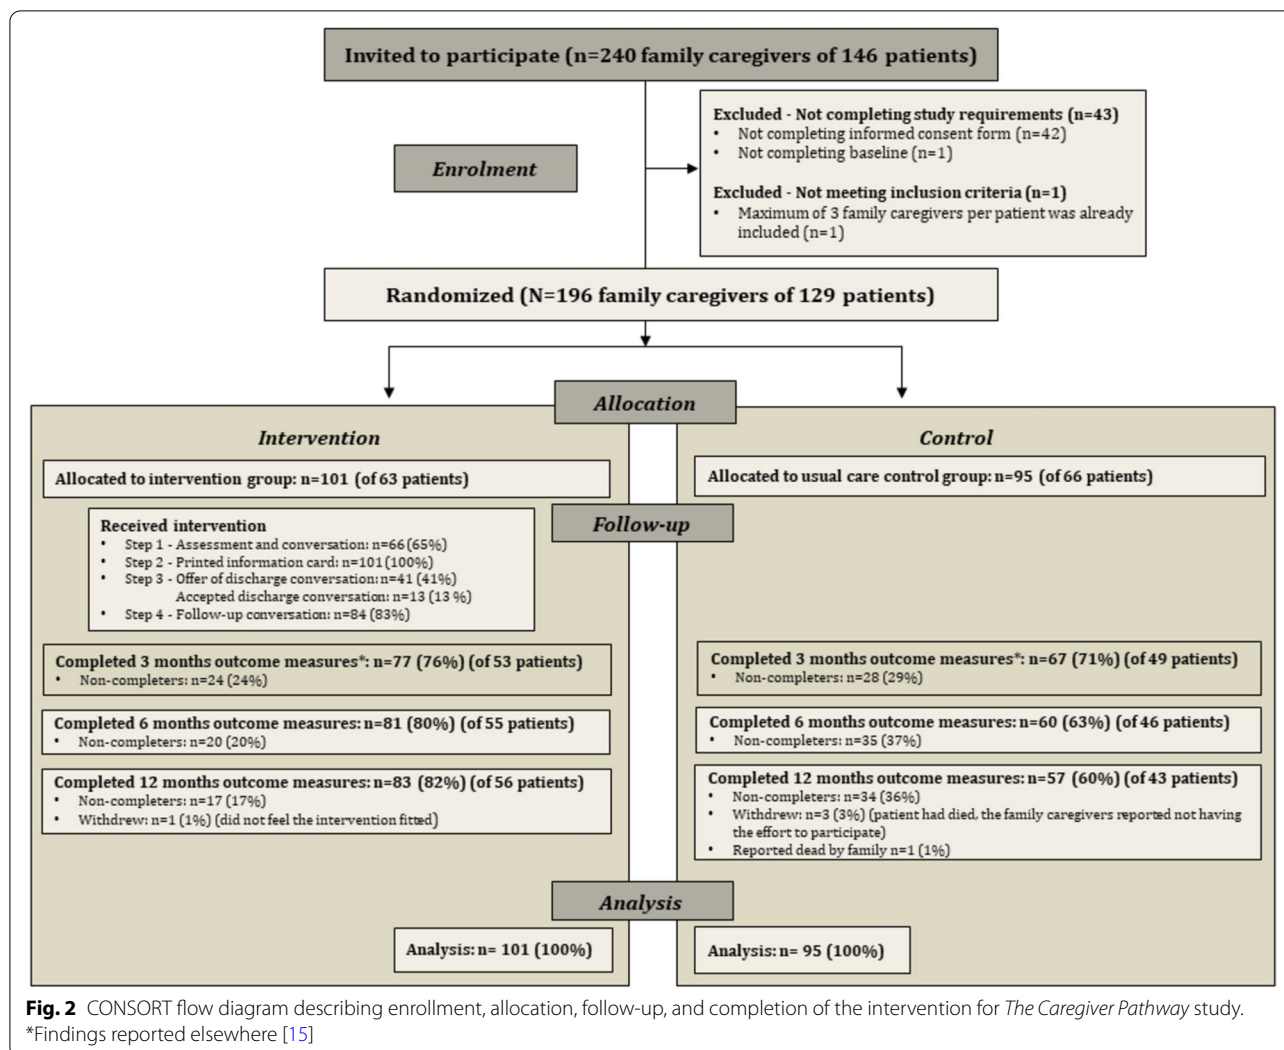 Invited to participate (n=240 family caregivers of 146 patients)
Enrolment
Excluded - Not completing study requirements (n=43)
• Not completing informed consent form (n=42)
• Not completing baseline (n=1)
Excluded - Not meeting inclusion criteria (n=1)
• Maximum of 3 family caregivers per patient was already
included (n=1)
Randomized (N=196 family caregivers of 129 patients)
Allocation
Intervention
Allocated to intervention group: n=101 (of 63 patients)
Control
Allocated to usual care control group: n=95 (of 66 patients)
Follow-up
Received intervention
• Step 1 - Assessment and conversation: n=66 (65%)
• Step 2 - Printed information card: n=101 (100%)
• Step 3 - Offer of discharge conversation: n=41 (41%)
Accepted discharge conversation: n=13 (13 %)
• Step 4 - Follow-up conversation: n=84 (83%)
Completed 3 months outcome measures*: n=77 (76%) (of 53 patients)
• Non-completers: n=24 (24%)
Completed 6 months outcome measures: n=81 (80%) (of 55 patients)
• Non-completers: n=20 (20%)
Completed 12 months outcome measures: n=83 (82%) (of 56 patients)
• Non-completers: n=17 (17%)
• Withdrew: n=1 (1%) (did not feel the intervention fitted)
Completed 3 months outcome measures*: n=67 (71%) (of 49 patients)
• Non-completers: n=28 (29%)
Completed 6 months outcome measures: n=60 (63%) (of 46 patients)
• Non-completers: n=35 (37%)
Completed 12 months outcome measures: n=57 (60%) (of 43 patients)
• Non-completers: n=34 (36%)
• Withdrew: n=3 (3%) (patient had died, the family caregivers reported not having
the effort to participate)
• Reported dead by family n=1 (1%)
Analysis
Analysis: n= 101 (100%)
Analysis: n= 95 (100%)
Fig. 2 CONSORT flow diagram describing enrollment, allocation, follow-up, and completion of the intervention for The Caregiver Pathway study.
*Findings reported elsewhere [15]